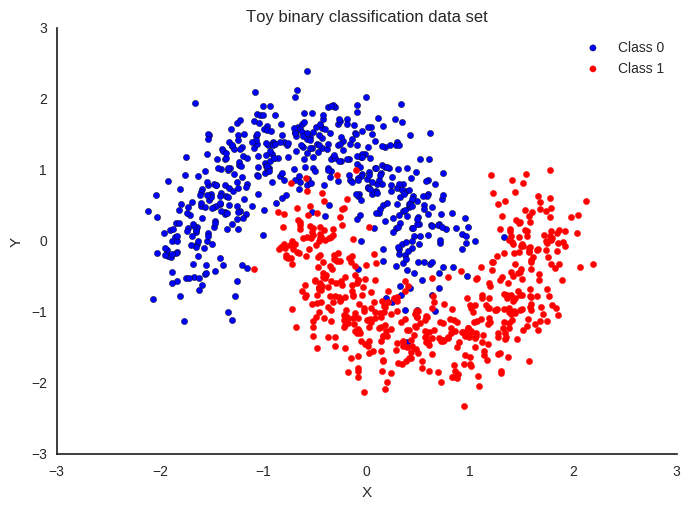 Toy binary classification data set
Class 0
Class 1
3
2
1
0
−1
−2
−3
Y
−3
−2
−1
0
1
2
3
X